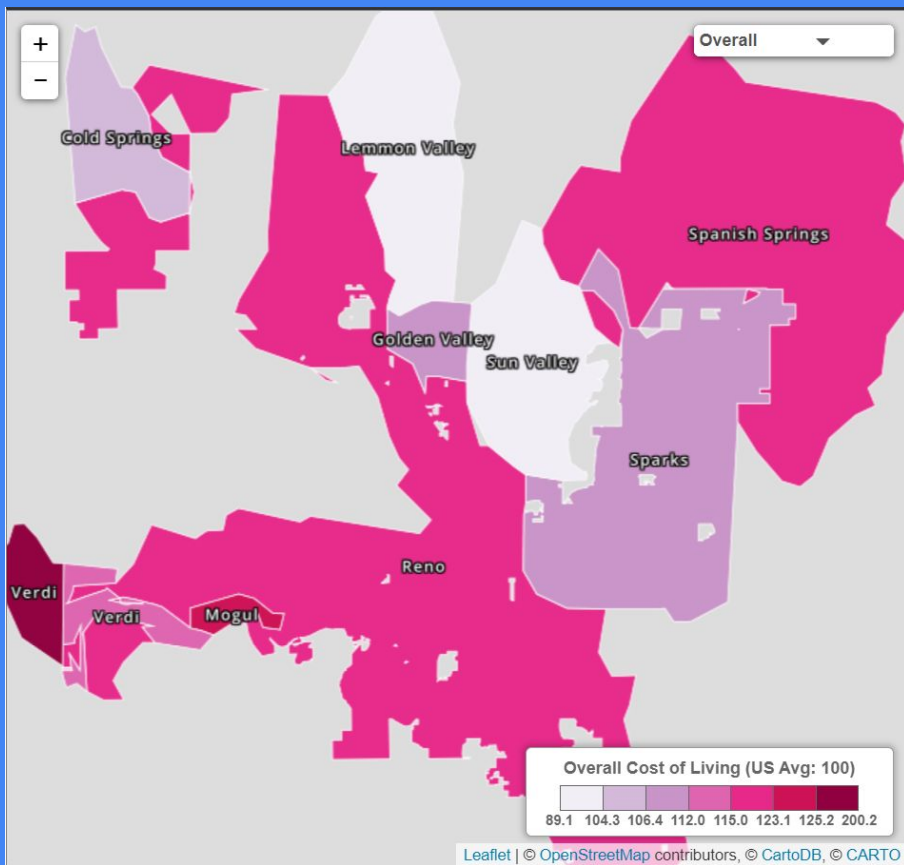 +
Overall
−
Cold Springs
Lemmon Valley
Spanish Springs
Golden Valley
Sun Valley
Sparks
Reno
Verdi
Verdi
Mogul
Overall Cost of Living (US Avg: 100)
89.1 104.3 106.4 112.0 115.0 123.1 125.2 200.2
Leaflet | © OpenStreetMap contributors, © CartoDB, © CARTO